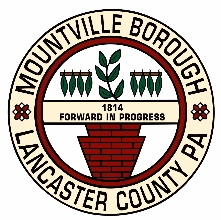 MOUNTVILLE BOROUGH
1814
FORWARD IN PROGRESS
LANCASTER COUNTY PA